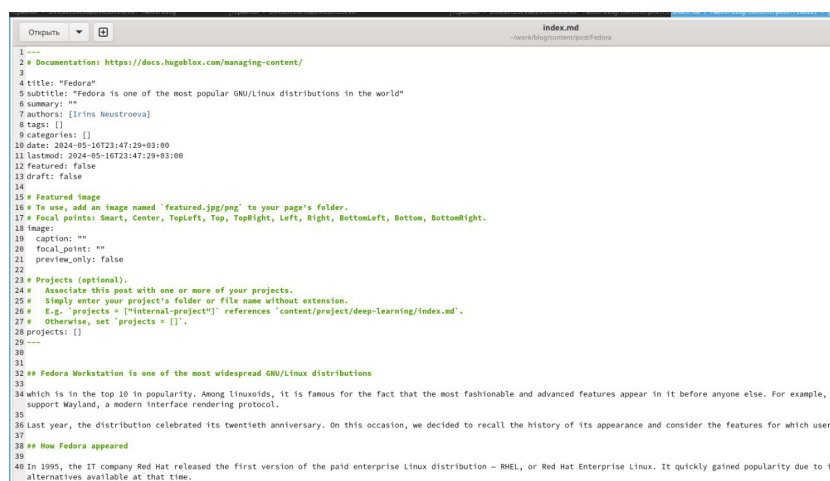 Открыть
index.md
~/work/blog/content/post/Fedora
1 ---
2 # Documentation: https://docs.hugoblox.com/managing-content/
3
4 title: "Fedora"
5 subtitle: "Fedora is one of the most popular GNU/Linux distributions in the world"
6 summary: ""
7 authors: [Irins Neustroeva]
8 tags: []
9 categories: []
10 date: 2024-05-16T23:47:29+03:00
11 lastmod: 2024-05-16T23:47:29+03:00
12 featured: false
13 draft: false
14
15 # Featured image
16 # To use, add an image named `featured.jpg/png` to your page's folder.
17 # Focal points: Smart, Center, TopLeft, Top, TopRight, Left, Right, BottomLeft, Bottom, BottomRight.
18 image:
19   caption: ""
20   focal_point: ""
21   preview_only: false
22
23 # Projects (optional).
24 #   Associate this post with one or more of your projects.
25 #   Simply enter your project's folder or file name without extension.
26 #   E.g. `projects = ["internal-project"]` references `content/project/deep-learning/index.md`.
27 #   Otherwise, set `projects = []`.
28 projects: []
29 ---
30
31
32 ## Fedora Workstation is one of the most widespread GNU/Linux distributions
33
34 which is in the top 10 in popularity. Among linuxoids, it is famous for the fact that the most fashionable and advanced features appear in it before anyone else. For example,
support Wayland, a modern interface rendering protocol.
35
36 Last year, the distribution celebrated its twentieth anniversary. On this occasion, we decided to recall the history of its appearance and consider the features for which user
37
38 ## How Fedora appeared
39
40 In 1995, the IT company Red Hat released the first version of the paid enterprise Linux distribution — RHEL, or Red Hat Enterprise Linux. It quickly gained popularity due to i
alternatives available at that time.